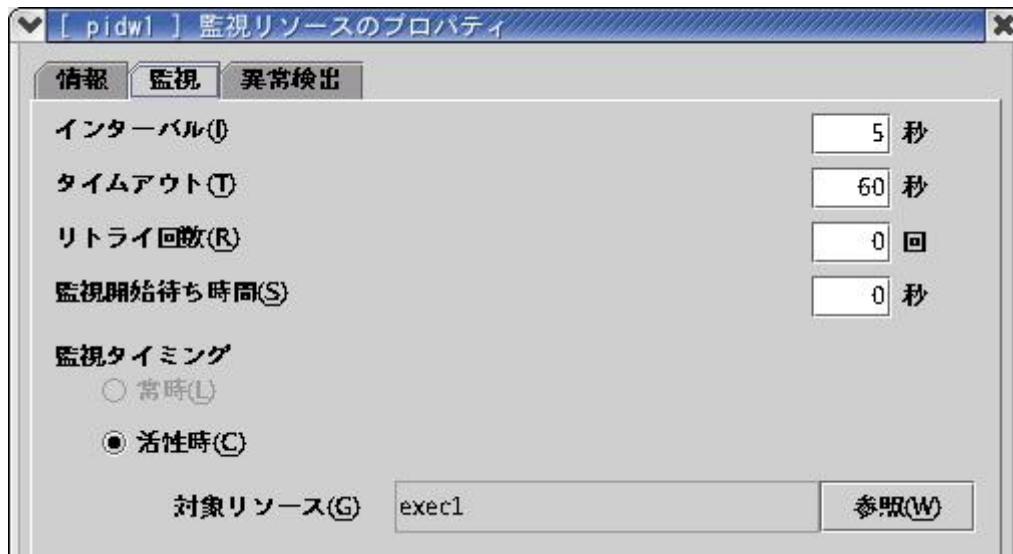 [ pidw1 ] 監視リソースのプロパティ
情報 監視 異常検出
インターバル(I) 5 秒
タイムアウト(T) 60 秒
リトライ回数(R) 0 回
監視開始待ち時間(S) 0 秒
監視タイミング
常時(L)
活性時(C)
対象リソース(G) exec1 参照(W)